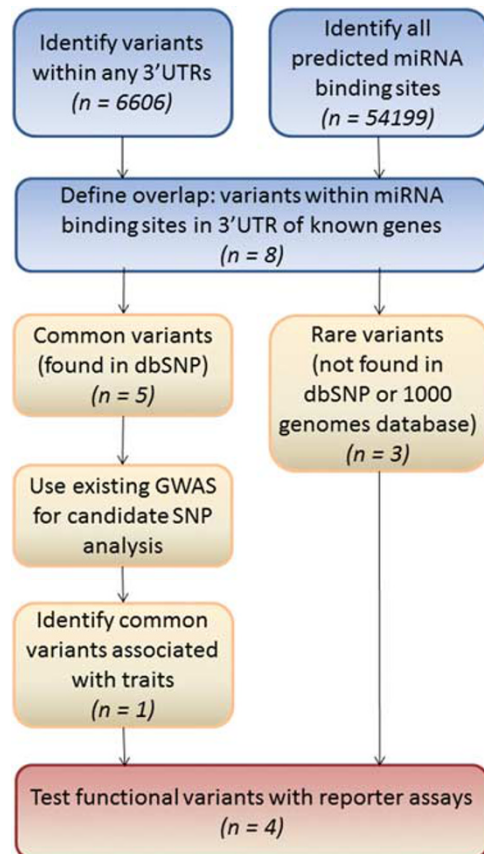 Identify variants
within any 3'UTRs
(n = 6606)
Identify all
predicted miRNA
binding sites
(n = 54199)
Define overlap: variants within miRNA
binding sites in 3'UTR of known genes
(n = 8)
Common variants
(found in dbSNP)
(n = 5)
Rare variants
(not found in
dbSNP or 1000
genomes database)
(n = 3)
Use existing GWAS
for candidate SNP
analysis
Identify common
variants associated
with traits
(n = 1)
Test functional variants with reporter assays
(n = 4)